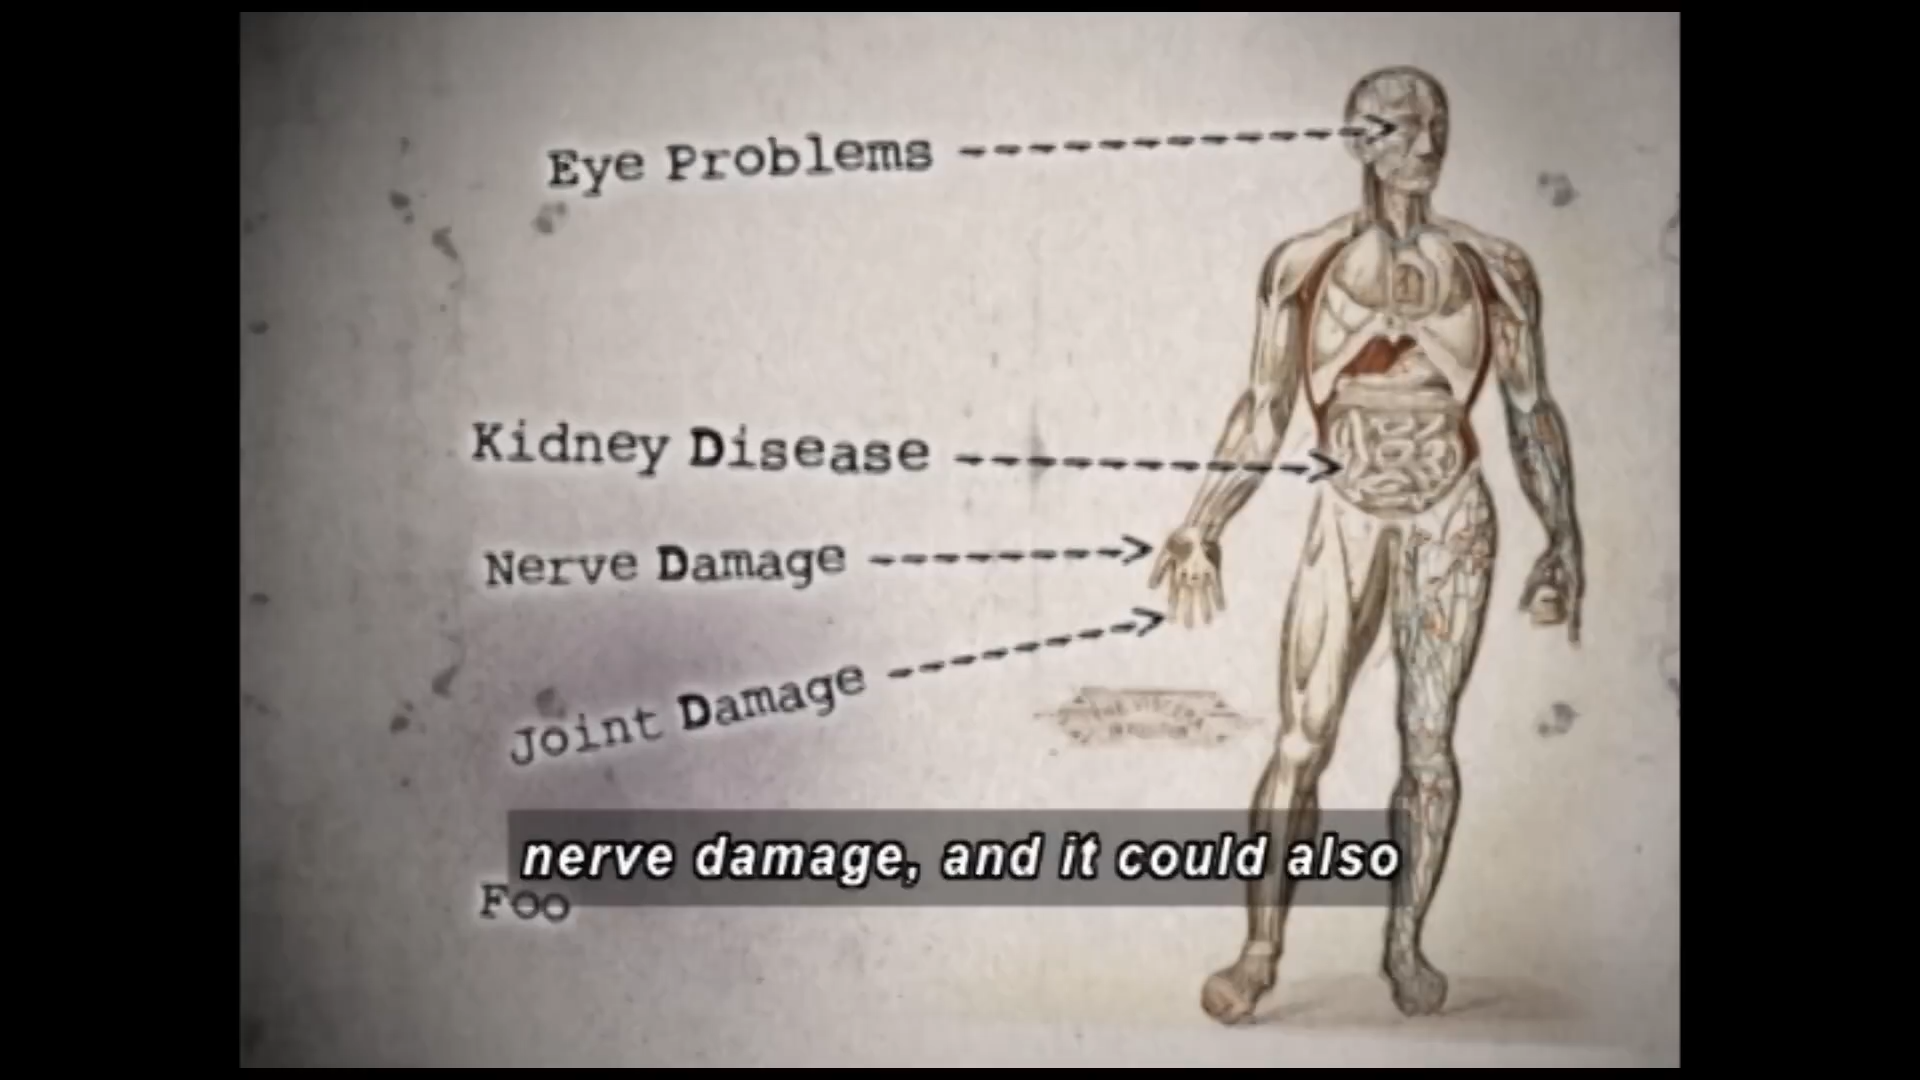 Eye Problems
Kidney Disease
Nerve Damage
Joint Damage
nerve damage, and it could also
Foo